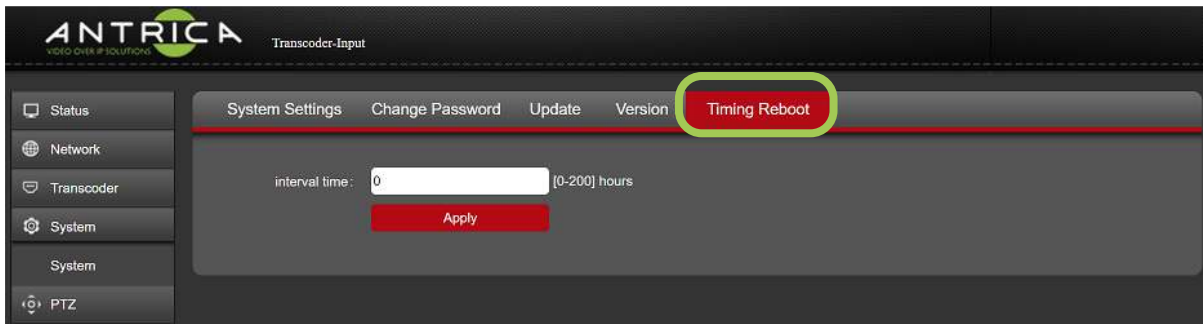 ANTRICA
VIDEO OVER IP SOLUTIONS
Transcoder-Input
Status
System Settings Change Password Update Version Timing Reboot
Network
interval time: 0 [0-200] hours
Transcoder
Apply
System
System
PTZ